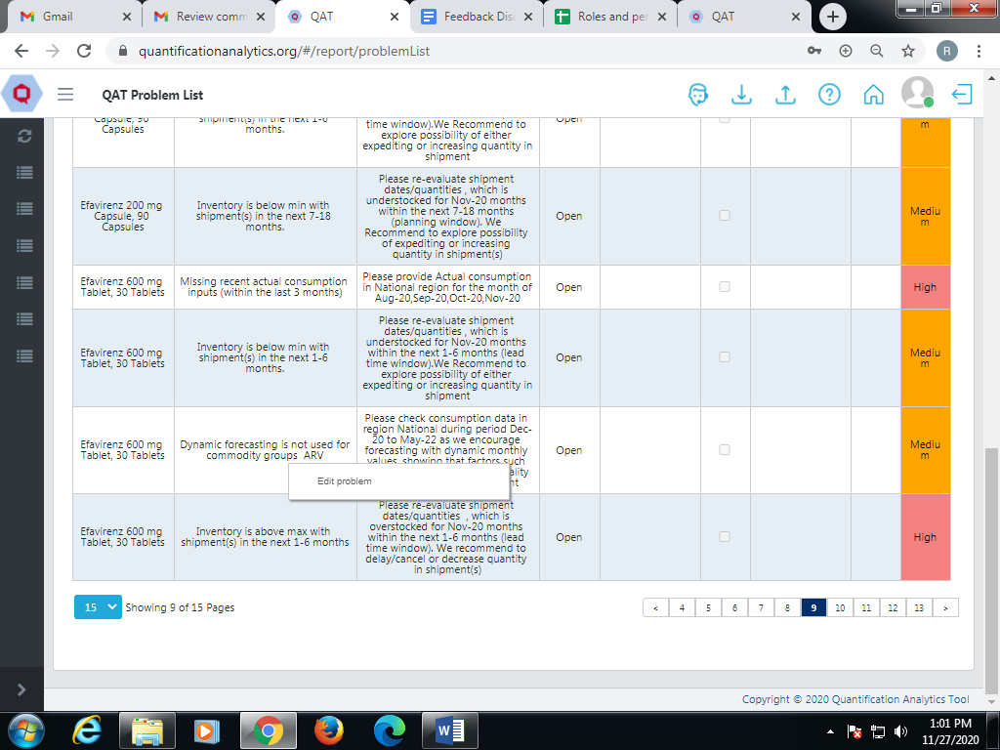 Gmail
Review comm
QAT
Feedback Dis
Roles and per
QAT
quantificationanalytics.org/#/report/problemList
R
QAT Problem List
Capsule, 90
Capsules
shipment(s) in the next 1-6
months.
time window).We Recommend to
explore possibility of either
expediting or increasing quantity in
shipment
Open
m
Efavirenz 200 mg
Capsule, 90
Capsules
Inventory is below min with
shipment(s) in the next 7-18
months.
Please re-evaluate shipment
dates/quantities , which is
understocked for Nov-20 months
within the next 7-18 months
(planning window). We
Recommend to explore possibility
of expediting or increasing
quantity in shipment(s)
Open
Mediu
m
Efavirenz 600 mg
Tablet, 30 Tablets
Missing recent actual consumption
inputs (within the last 3 months)
Please provide Actual consumption
in National region for the month of
Aug-20,Sep-20,Oct-20,Nov-20
Open
High
Efavirenz 600 mg
Tablet, 30 Tablets
Inventory is below min with
shipment(s) in the next 1-6
months.
Please re-evaluate shipment
dates/quantities , which is
understocked for Nov-20 months
within the next 1-6 months (lead
time window).We Recommend to
explore possibility of either
expediting or increasing quantity in
shipment
Open
Mediu
m
Efavirenz 600 mg
Tablet, 30 Tablets
Dynamic forecasting is not used for
commodity groups ARV
Please check consumption data in
region National during period Dec-
20 to May-22 as we encourage
forecasting with dynamic monthly
values, showing that factors such
ality
nt
Open
Mediu
m
Edit problem
Efavirenz 600 mg
Tablet, 30 Tablets
Inventory is above max with
shipment(s) in the next 1-6 months
Please re-evaluate shipment
dates/quantities , which is
overstocked for Nov-20 months
within the next 1-6 months (lead
time window). We recommend to
delay/cancel or decrease quantity
in shipment(s)
Open
High
15 Showing 9 of 15 Pages
< 4 5 6 7 8 9 10 11 12 13 >
Copyright © 2020 Quantification Analytics Tool
1:01 PM
11/27/2020